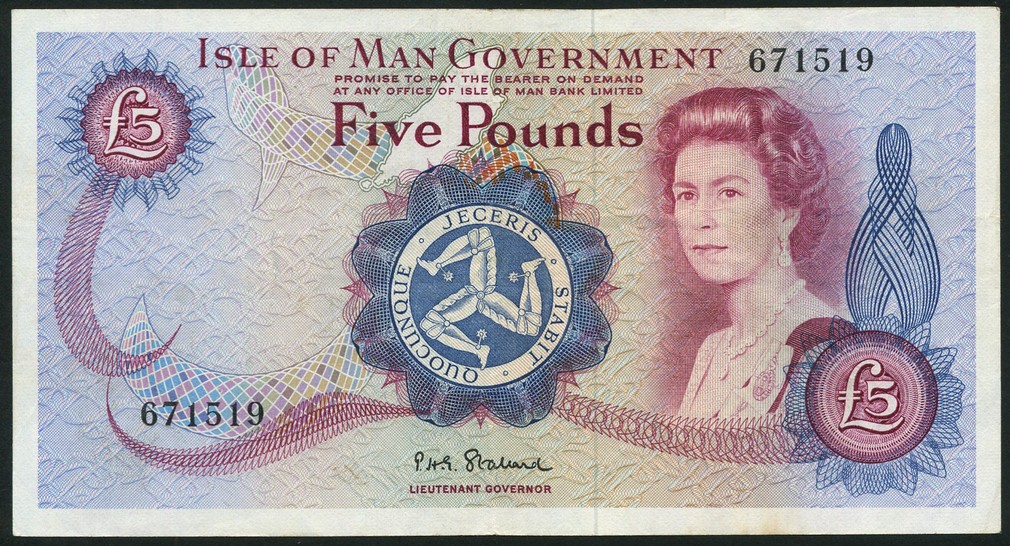 ISLE OF MAN GOVERNMENT 671519
PROMISE TO PAY THE BEARER ON DEMAND
AT ANY OFFICE OF ISLE OF MAN BANK LIMITED
Five Pounds
£5
QUOCUNQUE · JECERIS · STABIT
£5
671519
P.H.G. Stallard
LIEUTENANT GOVERNOR